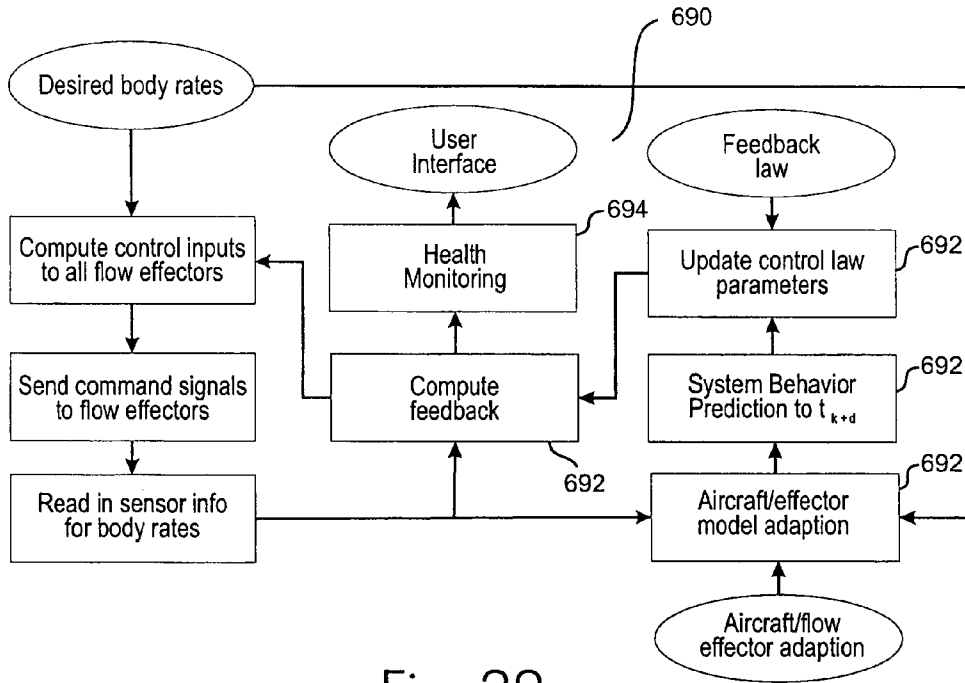 690
Desired body rates
User
Interface
Feedback
law
694
Compute control inputs
to all flow effectors
Health
Monitoring
Update control law
parameters
692
Send command signals
to flow effectors
Compute
feedback
System Behavior
Prediction to t k+d
692
692
Read in sensor info
for body rates
Aircraft/effector
model adaption
692
Aircraft/flow
effector adaption